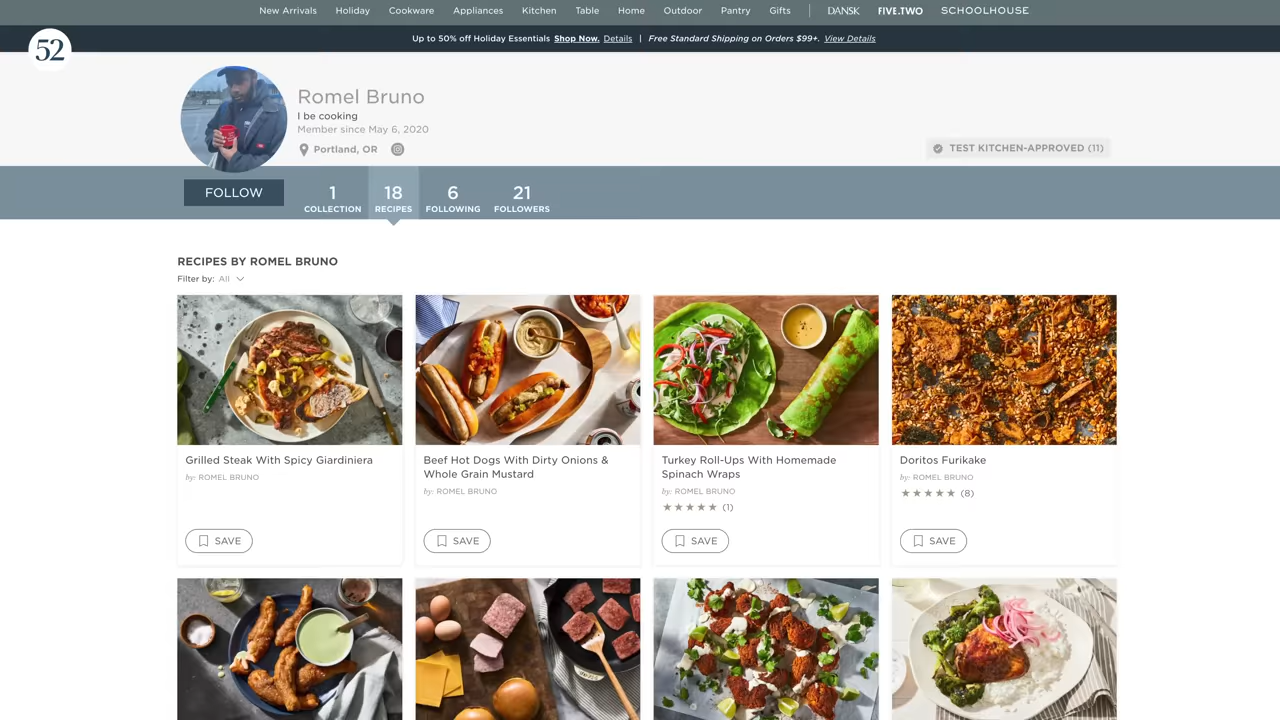 New Arrivals Holiday Cookware Appliances Kitchen Table Home Outdoor Pantry Gifts DANSK FIVE.TWO SCHOOLHOUSE
Up to 50% off Holiday Essentials Shop Now. Details | Free Standard Shipping on Orders $99+. View Details
52
Romel Bruno
I be cooking
Member since May 6, 2020
Portland, OR
TEST KITCHEN-APPROVED (11)
FOLLOW
1 COLLECTION
18 RECIPES
6 FOLLOWING
21 FOLLOWERS
RECIPES BY ROMEL BRUNO
Filter by: All
Grilled Steak With Spicy Giardiniera
by: ROMEL BRUNO
SAVE
Beef Hot Dogs With Dirty Onions &
Whole Grain Mustard
by: ROMEL BRUNO
SAVE
Turkey Roll-Ups With Homemade
Spinach Wraps
by: ROMEL BRUNO
★★★★★ (1)
SAVE
Doritos Furikake
by: ROMEL BRUNO
★★★★★ (8)
SAVE